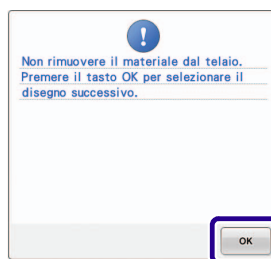 Non rimuovere il materiale dal telaio.
Premere il tasto OK per selezionare il
disegno successivo.
OK